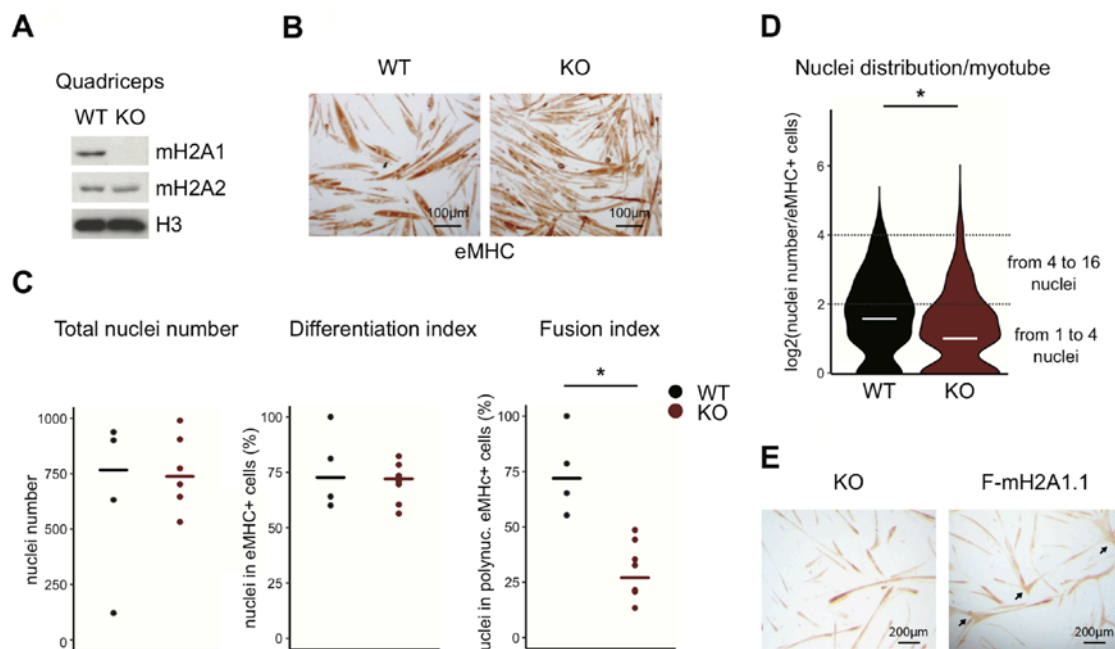 A
Quadriceps
WT KO
mH2A1
mH2A2
H3
B
WT
KO
100µm
100µm
eMHC
C
Total nuclei number
nuclei number
1000
750
500
250
0
Differentiation index
nuclei in eMHC+ cells (%)
100
75
50
25
0
Fusion index
*
nuclei in polynuc. eMHc+ cells (%)
100
75
50
25
0
WT
KO
D
Nuclei distribution/myotube
*
log2(nuclei number/eMHC+ cells)
6
4
2
0
from 4 to 16
nuclei
from 1 to 4
nuclei
WT
KO
E
KO
F-mH2A1.1
200µm
200µm